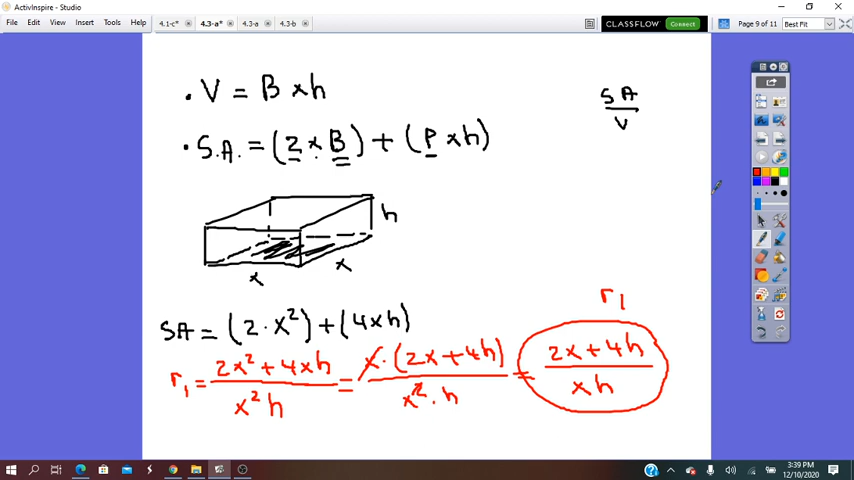 ActivInspire - Studio
File Edit View Insert Tools Help
4.1-c* 4.3-a* 4.3-a 4.3-b
CLASSFLOW Connect
Page 9 of 11
Best Fit
• V = B × h
SA
V
• S.A. = (2 × B) + (P × h)
h
x x
SA = (2 · x²) + (4xh)
r₁
r₁ = 2x² + 4xh / x²h = x · (2x + 4h) / x² · h = 2x + 4h / xh
3:39 PM
12/10/2020